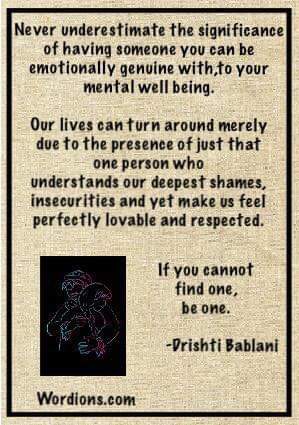 Never underestimate the significance
of having someone you can be
emotionally genuine with,to your
mental well being.
Our lives can turn around merely
due to the presence of just that
one person who
understands our deepest shames,
insecurities and yet make us feel
perfectly lovable and respected.
If you cannot
find one,
be one.
-Drishti Bablani
Wordions.com